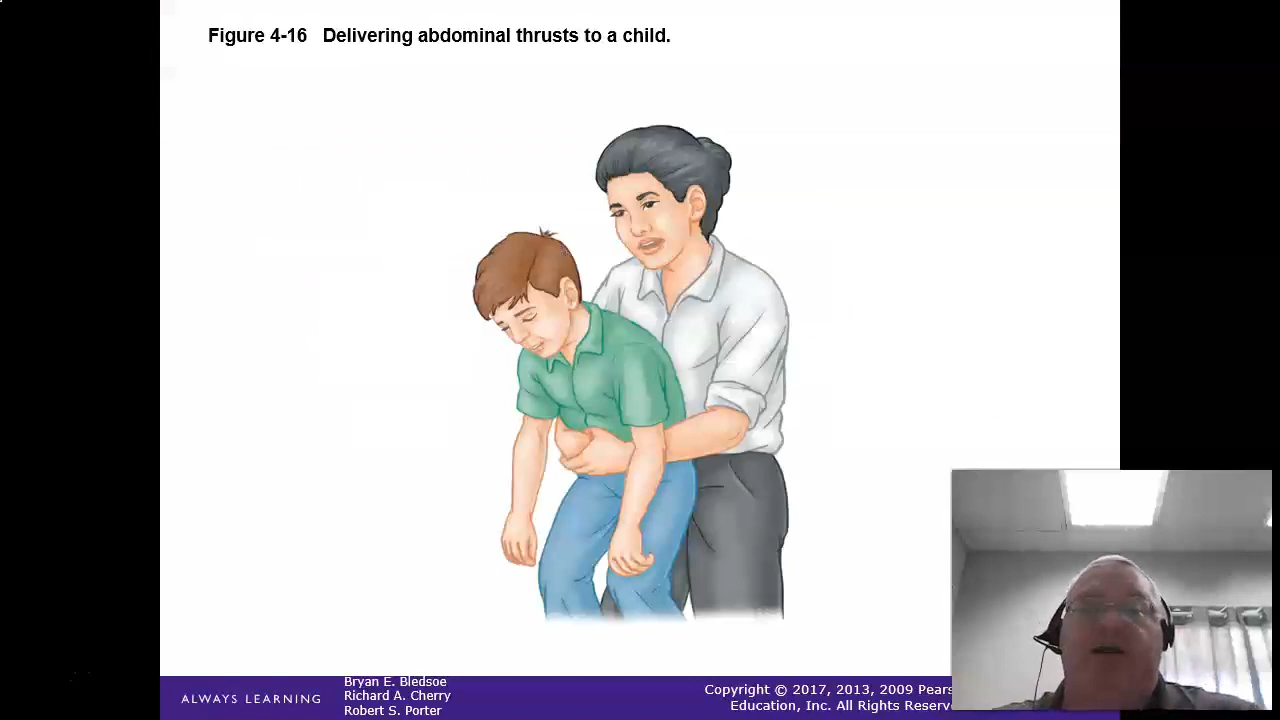 Figure 4-16 Delivering abdominal thrusts to a child.
ALWAYS LEARNING
Bryan E. Bledsoe
Richard A. Cherry
Robert S. Porter
Copyright © 2017, 2013, 2009
Education, Inc. All Rights